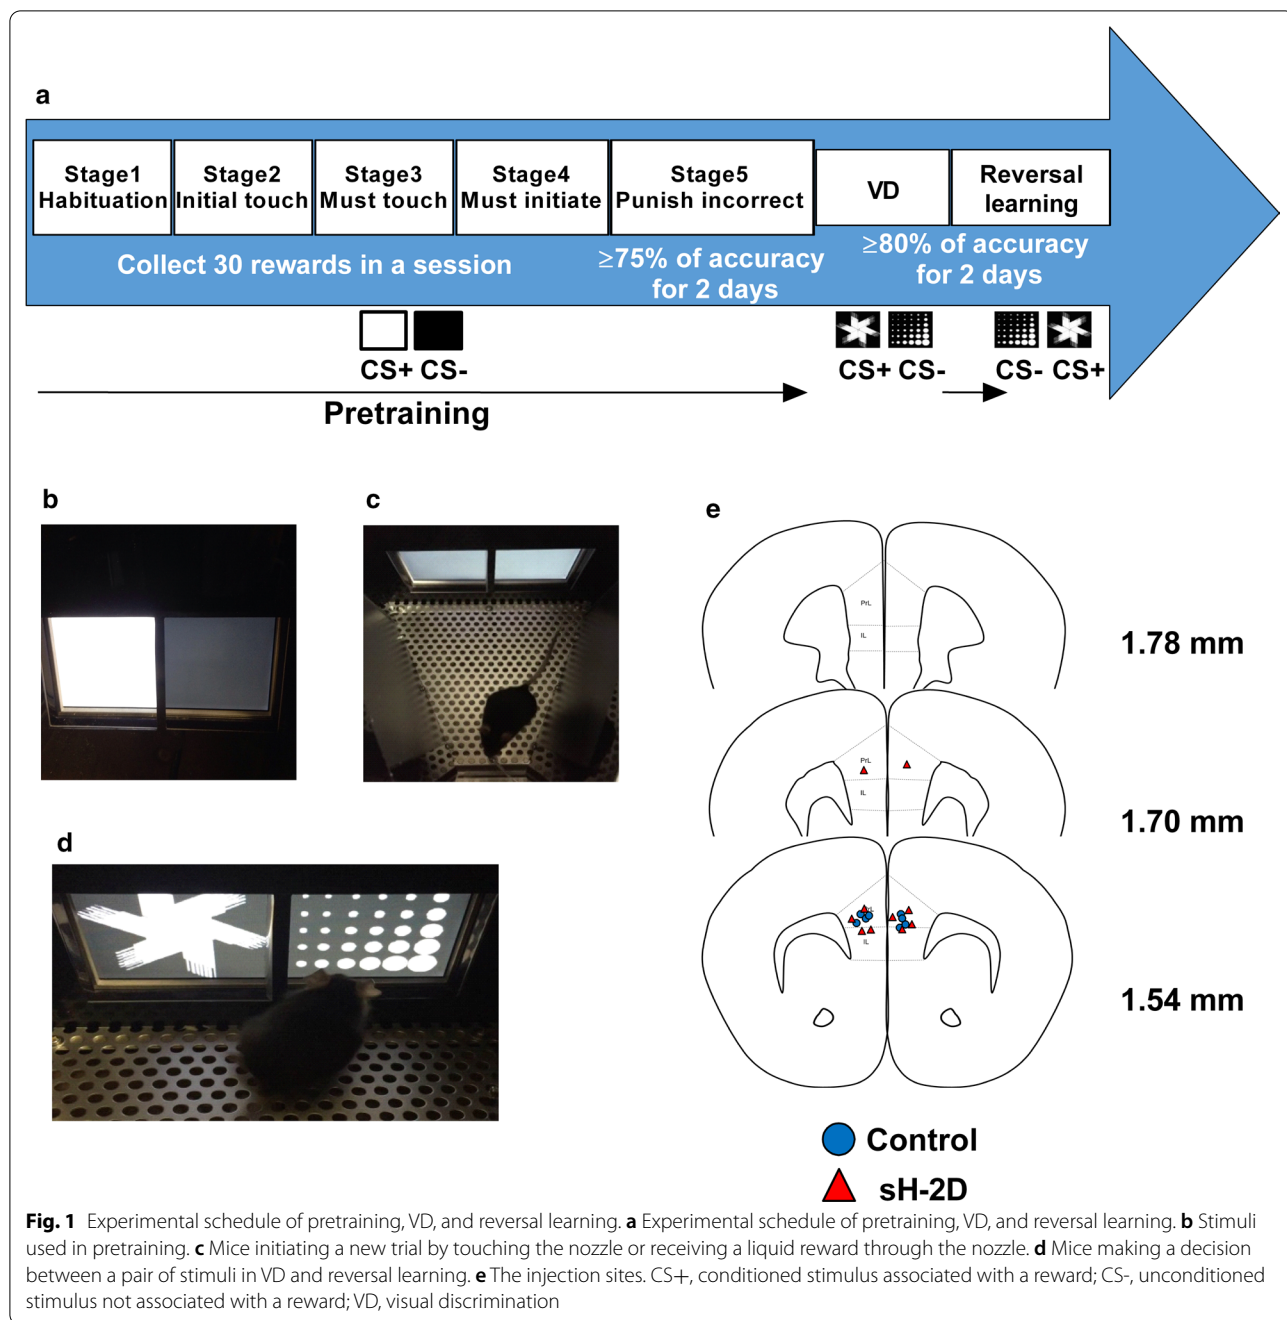 a
Stage1 Habituation
Stage2 Initial touch
Stage3 Must touch
Stage4 Must initiate
Stage5 Punish incorrect
VD
Reversal learning
Collect 30 rewards in a session
≥75% of accuracy for 2 days
≥80% of accuracy for 2 days
CS+ CS-
CS+ CS-
CS- CS+
Pretraining
b
c
d
e
PrL
IL
1.78 mm
PrL
IL
1.70 mm
IL
1.54 mm
Control
sH-2D
Fig. 1 Experimental schedule of pretraining, VD, and reversal learning. a Experimental schedule of pretraining, VD, and reversal learning. b Stimuli
used in pretraining. c Mice initiating a new trial by touching the nozzle or receiving a liquid reward through the nozzle. d Mice making a decision
between a pair of stimuli in VD and reversal learning. e The injection sites. CS+, conditioned stimulus associated with a reward; CS-, unconditioned
stimulus not associated with a reward; VD, visual discrimination